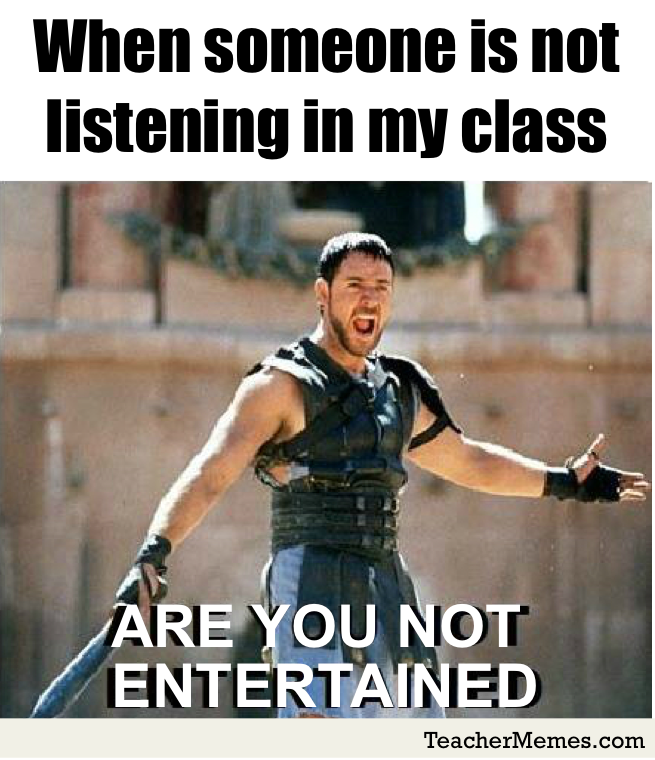 When someone is not
listening in my class
ARE YOU NOT
ENTERTAINED
TeacherMemes.com